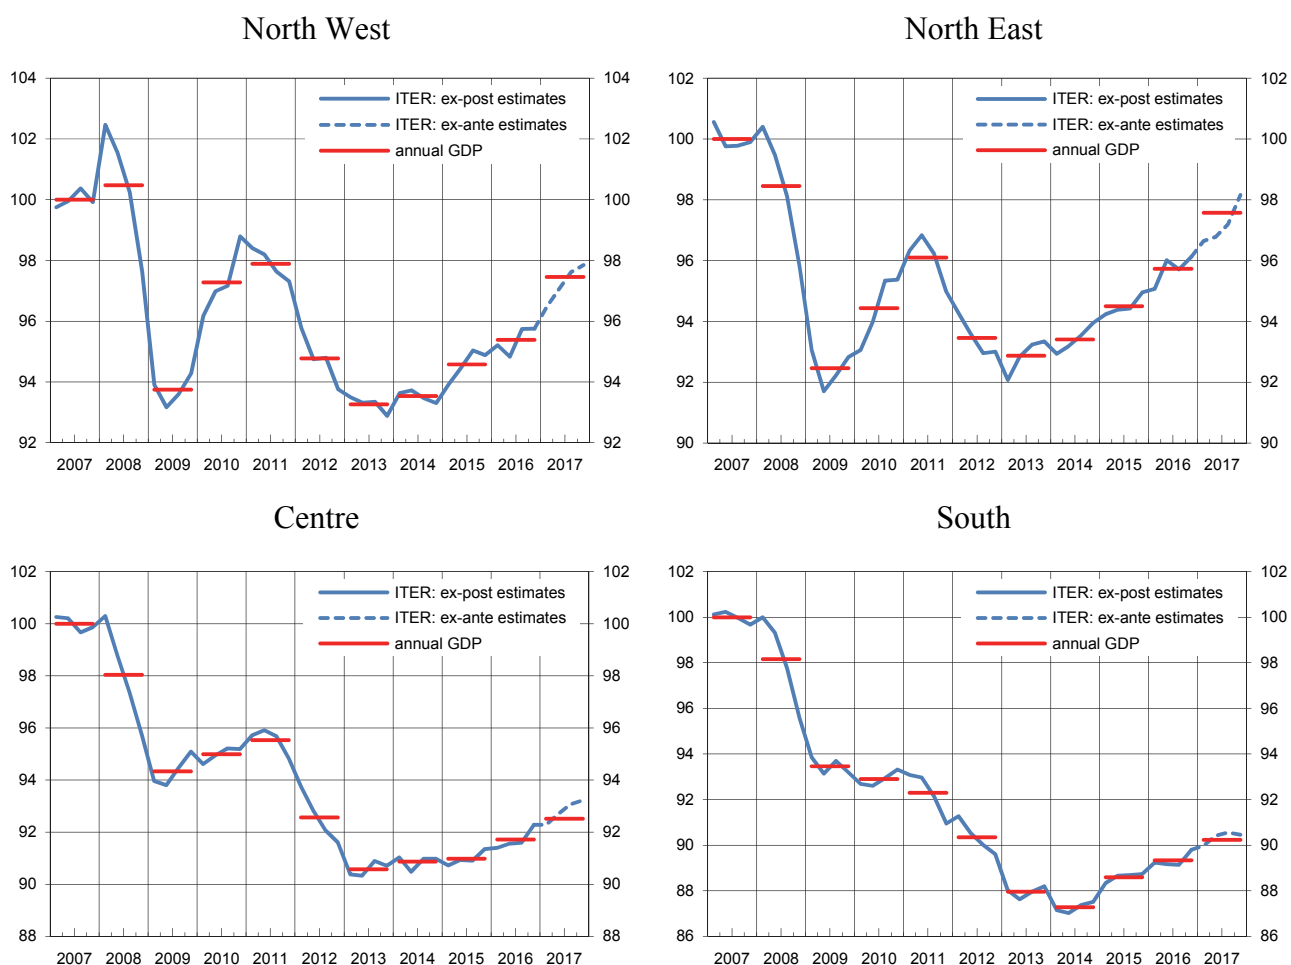 North West
North East
104 104
102 102
100 100
98 98
96 96
94 94
92 92
ITER: ex-post estimates
ITER: ex-ante estimates
annual GDP
2007 2008 2009 2010 2011 2012 2013 2014 2015 2016 2017
102 102
100 100
98 98
96 96
94 94
92 92
90 90
ITER: ex-post estimates
ITER: ex-ante estimates
annual GDP
2007 2008 2009 2010 2011 2012 2013 2014 2015 2016 2017
Centre
South
102 102
100 100
98 98
96 96
94 94
92 92
90 90
88 88
ITER: ex-post estimates
ITER: ex-ante estimates
annual GDP
2007 2008 2009 2010 2011 2012 2013 2014 2015 2016 2017
102 102
100 100
98 98
96 96
94 94
92 92
90 90
88 88
86 86
ITER: ex-post estimates
ITER: ex-ante estimates
annual GDP
2007 2008 2009 2010 2011 2012 2013 2014 2015 2016 2017